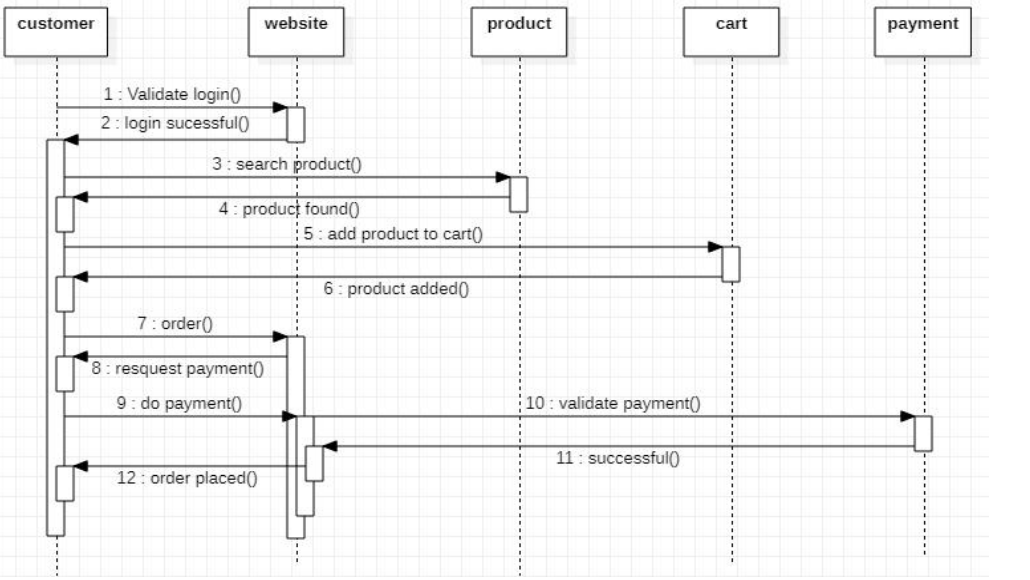 customer
website
product
cart
payment
1 : Validate login()
2 : login sucessful()
3 : search product()
4 : product found()
5 : add product to cart()
6 : product added()
7 : order()
8 : resquest payment()
9 : do payment()
10 : validate payment()
11 : successful()
12 : order placed()